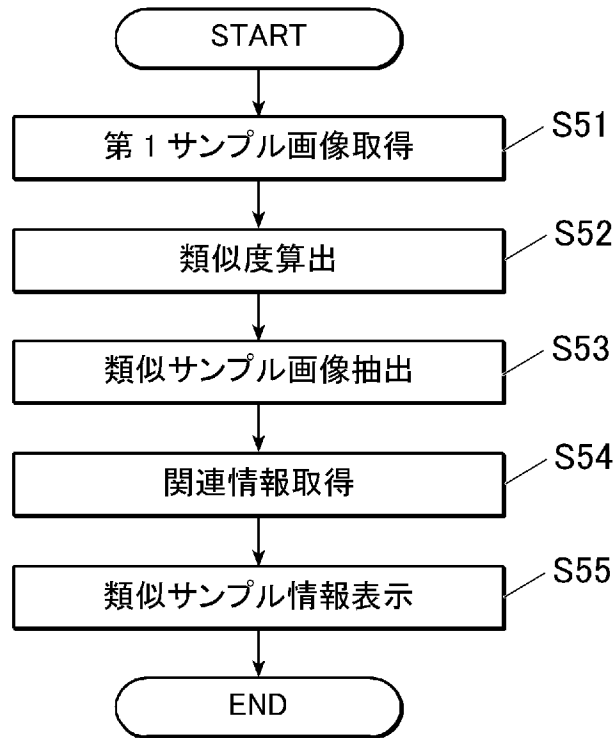 START
第1サンプル画像取得
S51
類似度算出
S52
類似サンプル画像抽出
S53
関連情報取得
S54
類似サンプル情報表示
S55
END